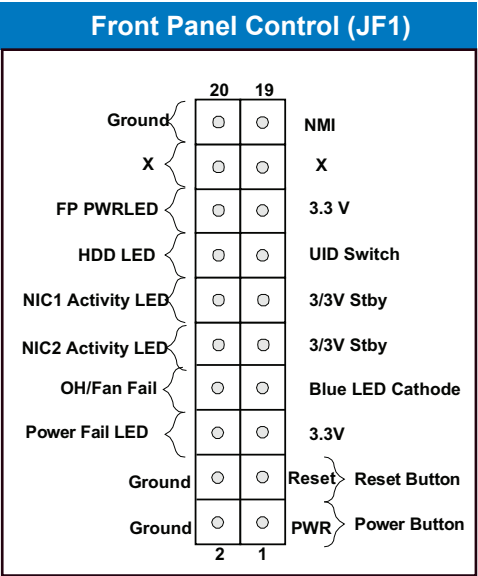 Front Panel Control (JF1)
20 19
Ground NMI
X X
FP PWRLED 3.3 V
HDD LED UID Switch
NIC1 Activity LED 3/3V Stby
NIC2 Activity LED 3/3V Stby
OH/Fan Fail Blue LED Cathode
Power Fail LED 3.3V
Ground Reset Reset Button
Ground PWR Power Button
2 1